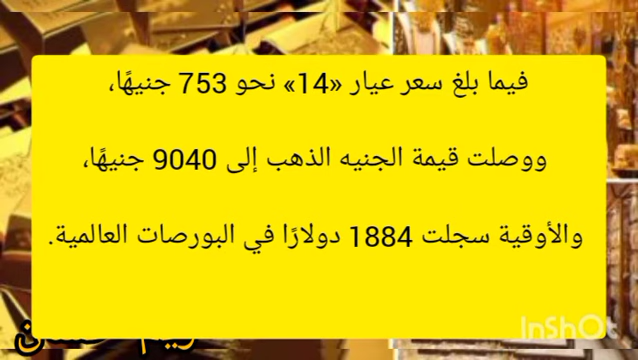 فيما بلغ سعر عيار «14» نحو 753 جنيهًا،
ووصلت قيمة الجنيه الذهب إلى 9040 جنيهًا،
والأوقية سجلت 1884 دولارًا في البورصات العالمية.
InShOt